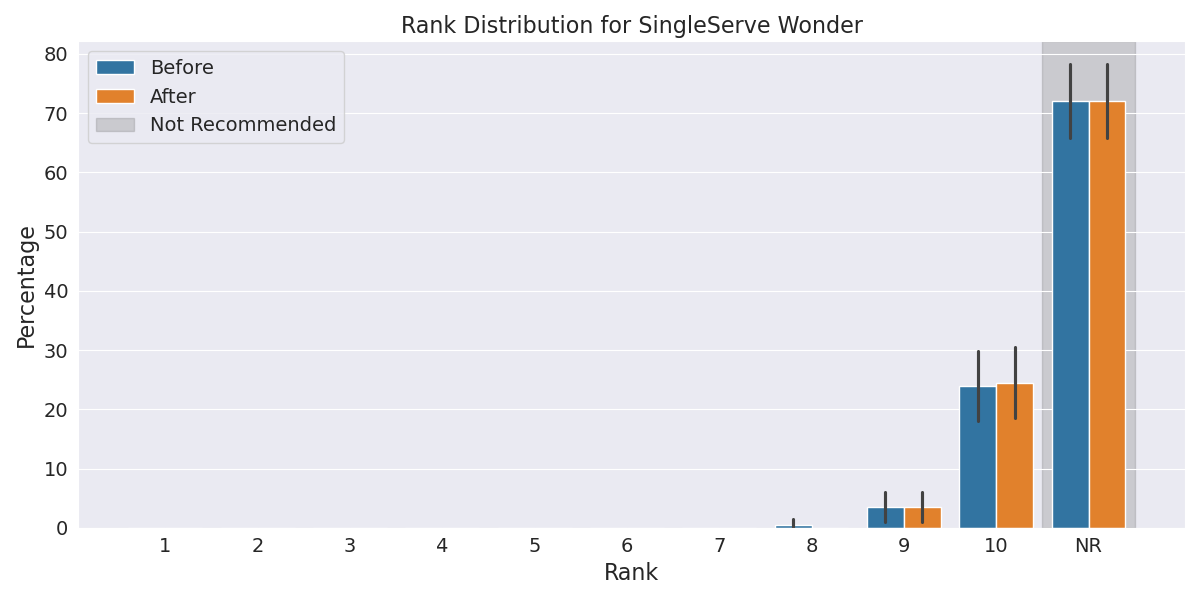 Rank Distribution for SingleServe Wonder
Before
After
Not Recommended
Percentage
80
70
60
50
40
30
20
10
0
1 2 3 4 5 6 7 8 9 10 NR
Rank